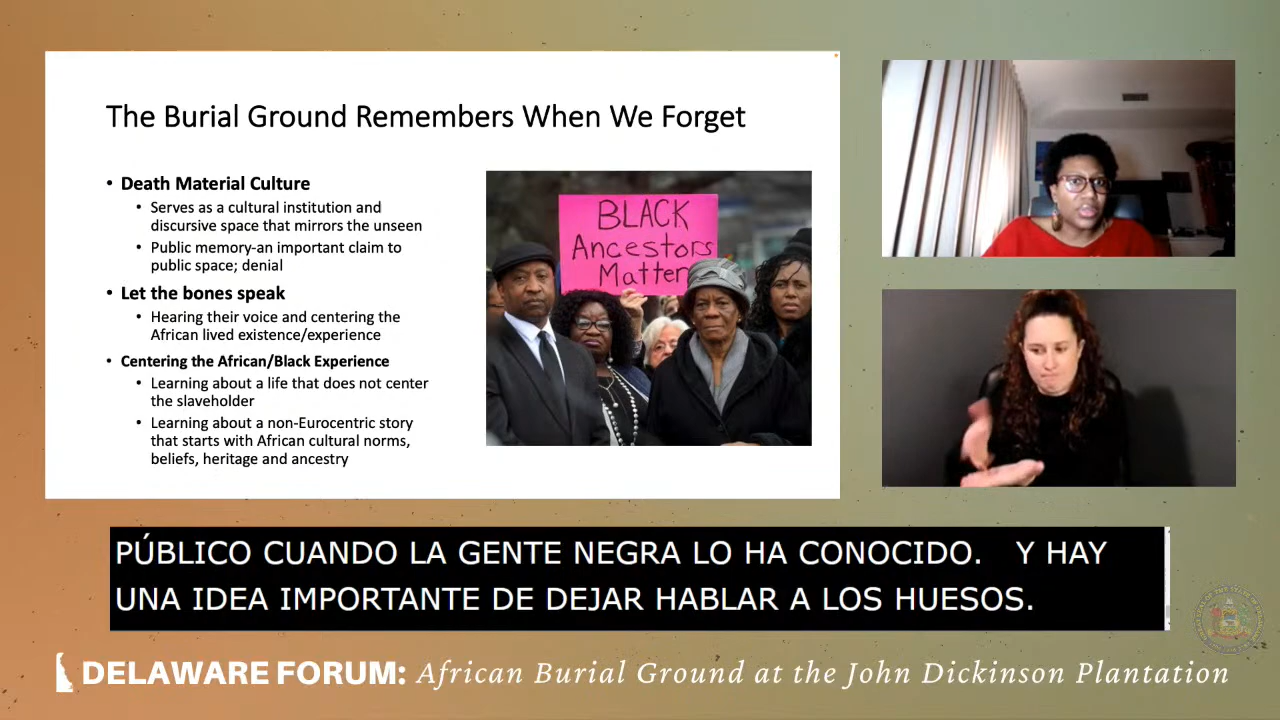 The Burial Ground Remembers When We Forget
• Death Material Culture
• Serves as a cultural institution and
discursive space that mirrors the unseen
• Public memory-an important claim to
public space; denial
• Let the bones speak
• Hearing their voice and centering the
African lived existence/experience
• Centering the African/Black Experience
• Learning about a life that does not center
the slaveholder
• Learning about a non-Eurocentric story
that starts with African cultural norms,
beliefs, heritage and ancestry
BLACK
Ancestors
Matter
PÚBLICO CUANDO LA GENTE NEGRA LO HA CONOCIDO. Y HAY
UNA IDEA IMPORTANTE DE DEJAR HABLAR A LOS HUESOS.
DELAWARE FORUM: African Burial Ground at the John Dickinson Plantation